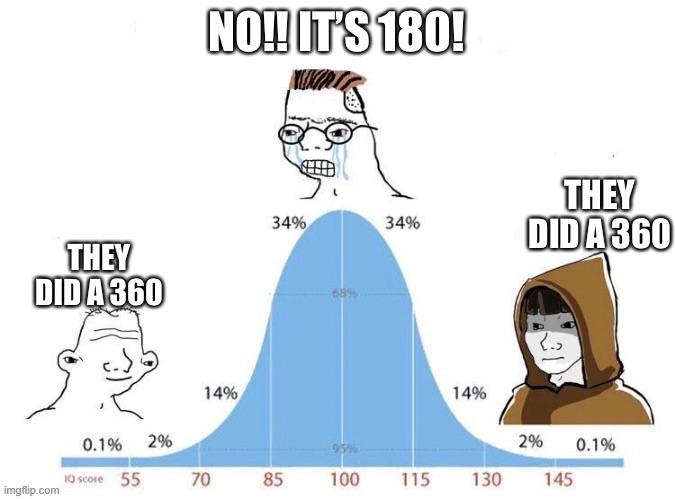 NO!! IT'S 180!
THEY
DID A 360
THEY
DID A 360
34% 34%
68%
14% 14%
0.1% 2% 95% 2% 0.1%
IQ score 55 70 85 100 115 130 145
imgflip.com